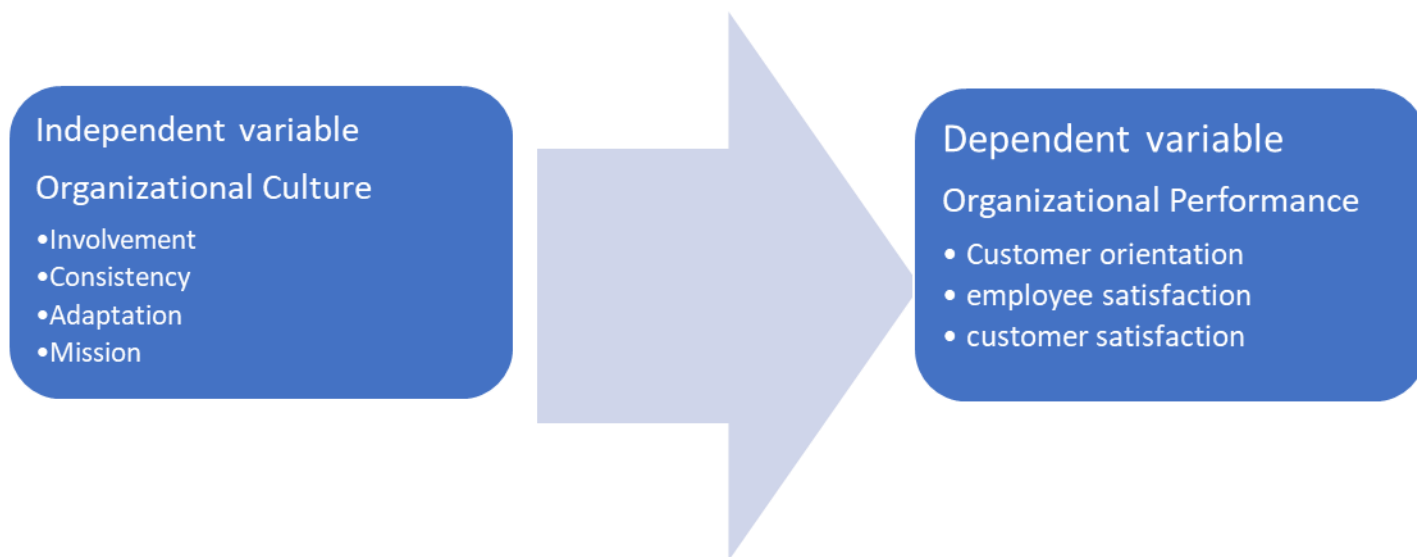 Independent variable
Organizational Culture
•Involvement
•Consistency
•Adaptation
•Mission
Dependent variable
Organizational Performance
• Customer orientation
• employee satisfaction
• customer satisfaction